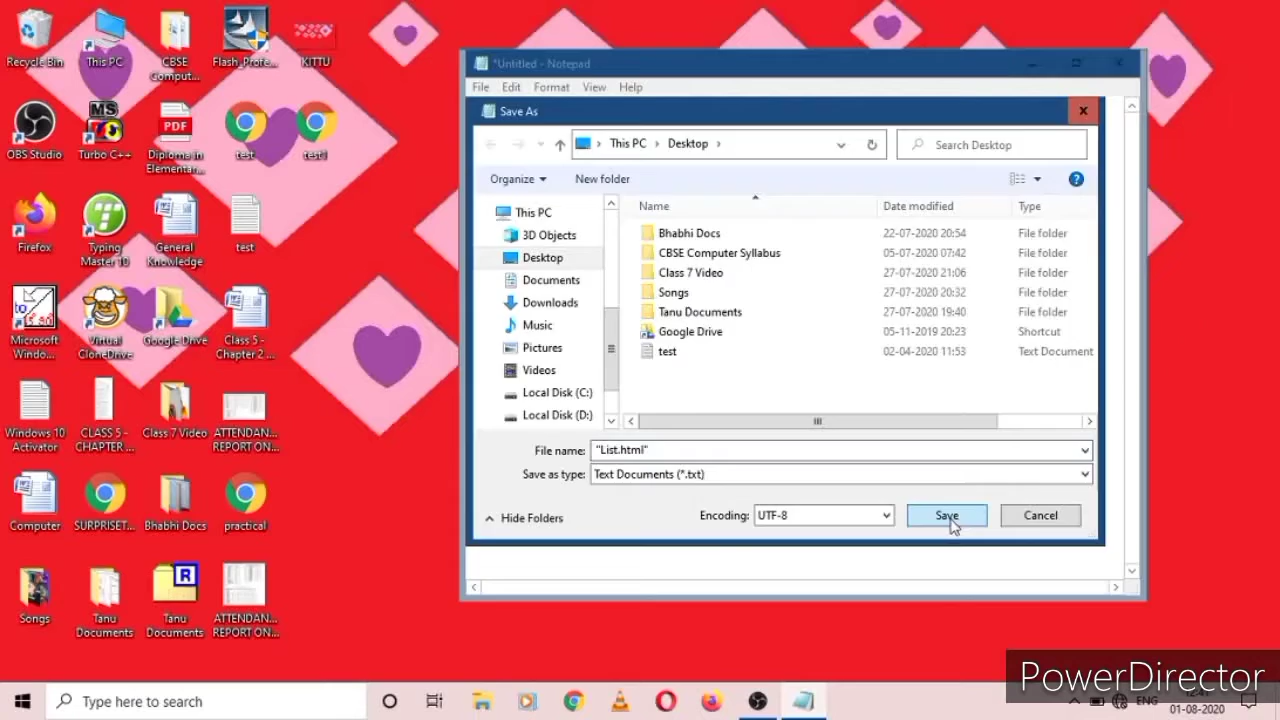 Recycle Bin
This PC
CBSE Comput...
Flash_Profe...
KITTU
OBS Studio
MS
Turbo C++
PDF
Diploma in Elementar...
test
test1
Firefox
Typing Master 10
General Knowledge
test
Microsoft Windo...
Virtual CloneDrive
Google Drive
Class 5 - Chapter 2 ...
Windows 10 Activator
CLASS 5 - CHAPTER ...
Class 7 Video
ATTENDAN... REPORT ON...
Computer
SURPRISET...
Bhabhi Docs
practical
Songs
Tanu Documents
R
Tanu Documents
ATTENDAN... REPORT ON...
*Untitled - Notepad
File Edit Format View Help
Save As
This PC > Desktop >
Search Desktop
Organize
New folder
This PC
3D Objects
Desktop
Documents
Downloads
Music
Pictures
Videos
Local Disk (C:)
Local Disk (D:)
Name Date modified Type
Bhabhi Docs 22-07-2020 20:54 File folder
CBSE Computer Syllabus 05-07-2020 07:42 File folder
Class 7 Video 27-07-2020 21:06 File folder
Songs 27-07-2020 20:32 File folder
Tanu Documents 27-07-2020 19:40 File folder
Google Drive 05-11-2019 20:23 Shortcut
test 02-04-2020 11:53 Text Document
File name: "List.html"
Save as type: Text Documents (*.txt)
Hide Folders
Encoding: UTF-8
Save
Cancel
PowerDirector
Type here to search
ENG
01-08-2020